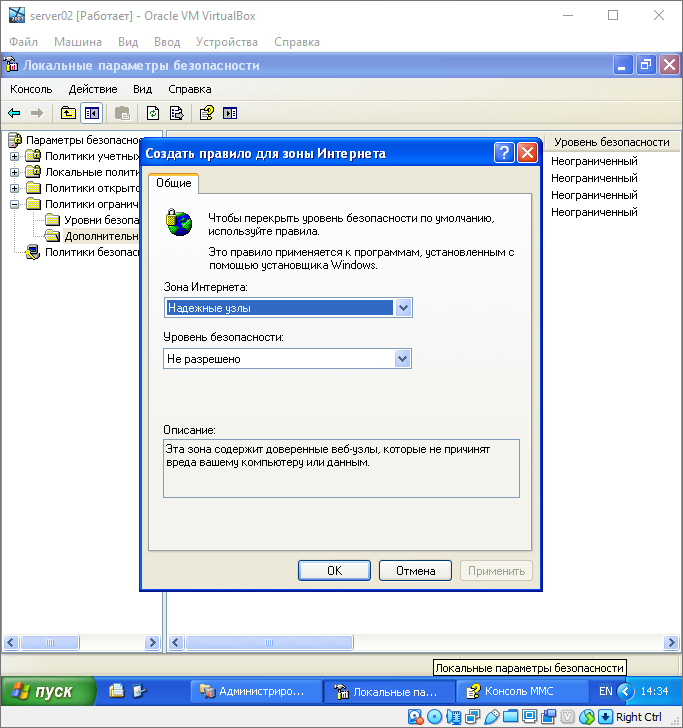 server02 [Работает] - Oracle VM VirtualBox
Файл Машина Вид Ввод Устройства Справка
Локальные параметры безопасности
Консоль Действие Вид Справка
Параметры безопасно
Политики учетных
Локальные полити
Политики открыто
Политики огранич
Уровни безопа
Дополнительн
Политики безопас
Уровень безопасности
Неограниченный
Неограниченный
Неограниченный
Неограниченный
Создать правило для зоны Интернета
Общие
Чтобы перекрыть уровень безопасности по умолчанию,
используйте правила.
Это правило применяется к программам, установленным с
помощью установщика Windows.
Зона Интернета:
Надежные узлы
Уровень безопасности:
Не разрешено
Описание:
Эта зона содержит доверенные веб-узлы, которые не причинят
вреда вашему компьютеру или данным.
OK Отмена Применить
Локальные параметры безопасности
пуск Администриро... Локальные па... Консоль MMC EN 14:34
Right Ctrl